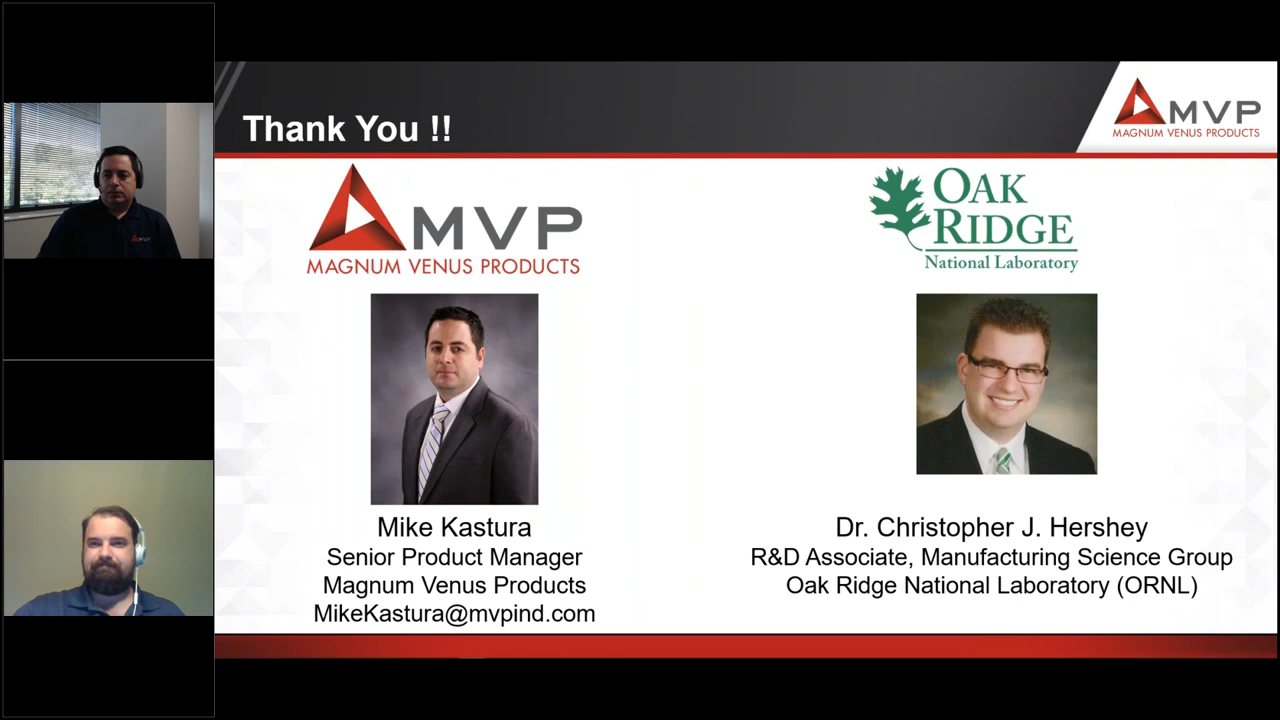 MVP
Thank You !!
MVP
MAGNUM VENUS PRODUCTS
MVP
MAGNUM VENUS PRODUCTS
OAK
RIDGE
National Laboratory
Mike Kastura
Senior Product Manager
Magnum Venus Products
MikeKastura@mvpind.com
Dr. Christopher J. Hershey
R&D Associate, Manufacturing Science Group
Oak Ridge National Laboratory (ORNL)